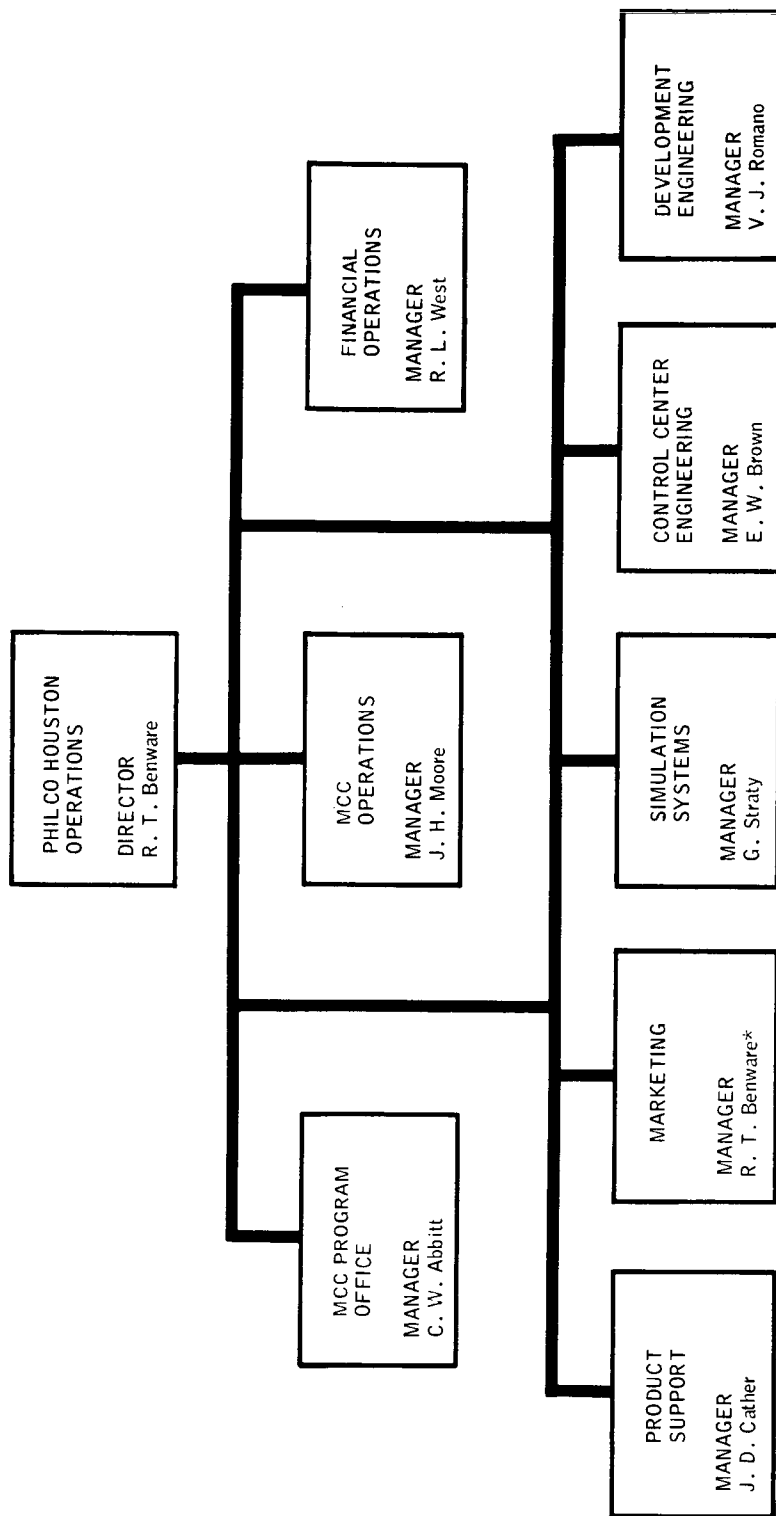 PHILCO HOUSTON
OPERATIONS
DIRECTOR
R. T. Benware
MCC PROGRAM
OFFICE
MANAGER
C. W. Abbitt
MCC
OPERATIONS
MANAGER
J. H. Moore
FINANCIAL
OPERATIONS
MANAGER
R. L. West
PRODUCT
SUPPORT
MANAGER
J. D. Cather
MARKETING
MANAGER
R. T. Benware*
SIMULATION
SYSTEMS
MANAGER
G. Straty
CONTROL CENTER
ENGINEERING
MANAGER
E. W. Brown
DEVELOPMENT
ENGINEERING
MANAGER
V. J. Romano